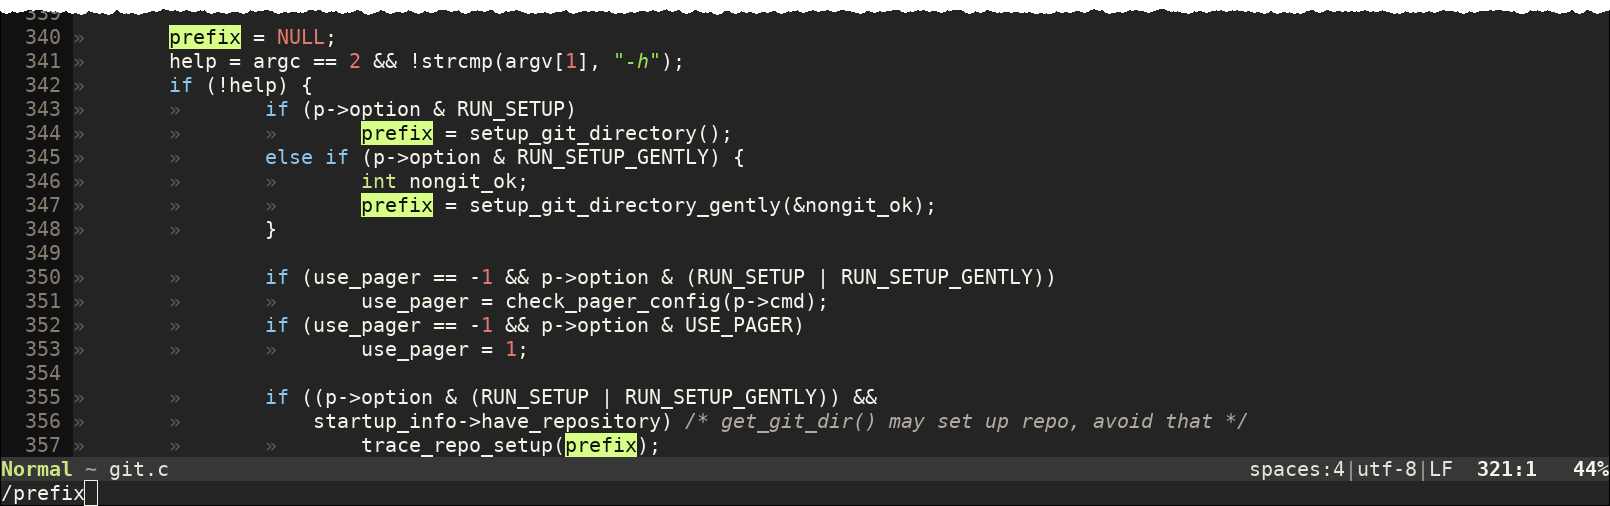 339
340 »       prefix = NULL;
341 »       help = argc == 2 && !strcmp(argv[1], "-h");
342 »       if (!help) {
343 »       »       if (p->option & RUN_SETUP)
344 »       »       »       prefix = setup_git_directory();
345 »       »       else if (p->option & RUN_SETUP_GENTLY) {
346 »       »       »       int nongit_ok;
347 »       »       »       prefix = setup_git_directory_gently(&nongit_ok);
348 »       »       }
349
350 »       »       if (use_pager == -1 && p->option & (RUN_SETUP | RUN_SETUP_GENTLY))
351 »       »       »       use_pager = check_pager_config(p->cmd);
352 »       »       if (use_pager == -1 && p->option & USE_PAGER)
353 »       »       »       use_pager = 1;
354
355 »       »       if ((p->option & (RUN_SETUP | RUN_SETUP_GENTLY)) &&
356 »       »           startup_info->have_repository) /* get_git_dir() may set up repo, avoid that */
357 »       »       »       trace_repo_setup(prefix);
Normal ~ git.c spaces:4|utf-8|LF 321:1 44%
/prefix